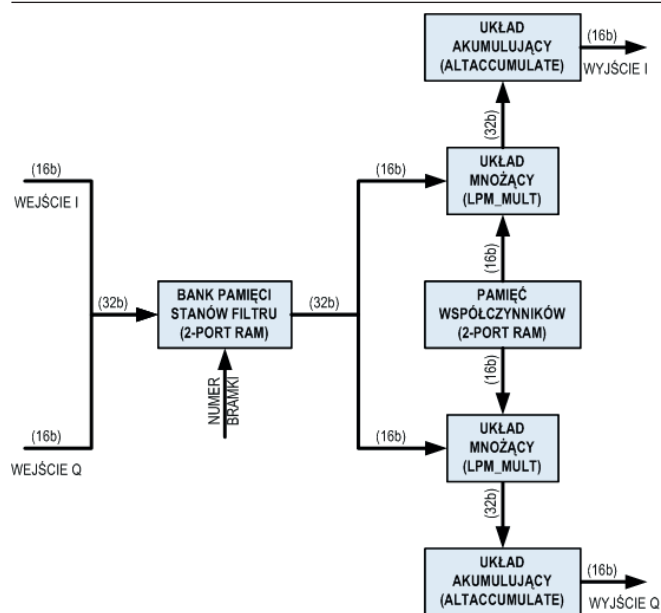 UKŁAD
AKUMULUJĄCY
(ALTACCUMULATE)
(16b)
WYJŚCIE I
(32b)
(16b)
WEJŚCIE I
(16b)
UKŁAD
MNOŻĄCY
(LPM_MULT)
(16b)
(32b)
BANK PAMIĘCI
STANÓW FILTRU
(2-PORT RAM)
(32b)
PAMIĘĆ
WSPÓŁCZYNNIKÓW
(2-PORT RAM)
NUMER
BRAMKI
(16b)
(16b)
WEJŚCIE Q
(16b)
UKŁAD
MNOŻĄCY
(LPM_MULT)
(32b)
UKŁAD
AKUMULUJĄCY
(ALTACCUMULATE)
(16b)
WYJŚCIE Q